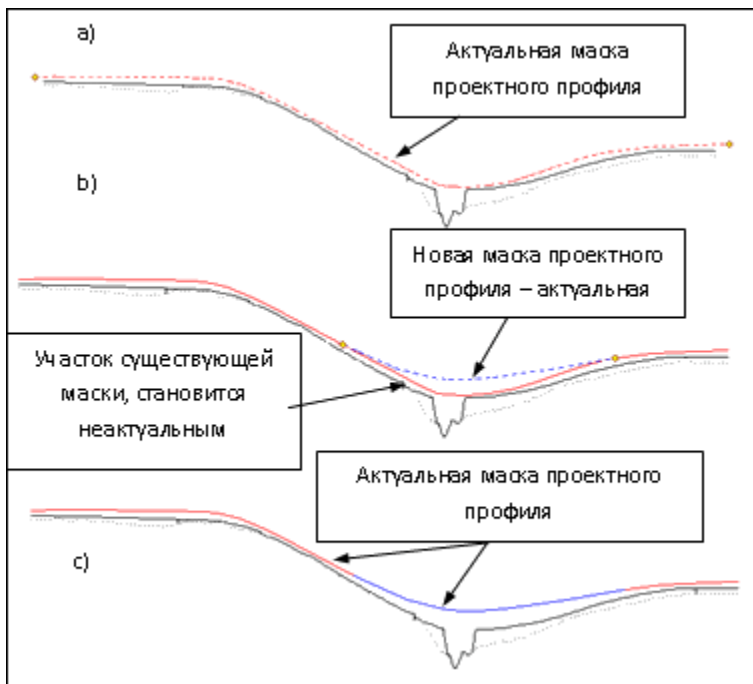 a)
Актуальная маска
проектного профиля
b)
Новая маска проектного
профиля – актуальная
Участок существующей
маски, становится
неактуальным
Актуальная маска проектного
профиля
c)